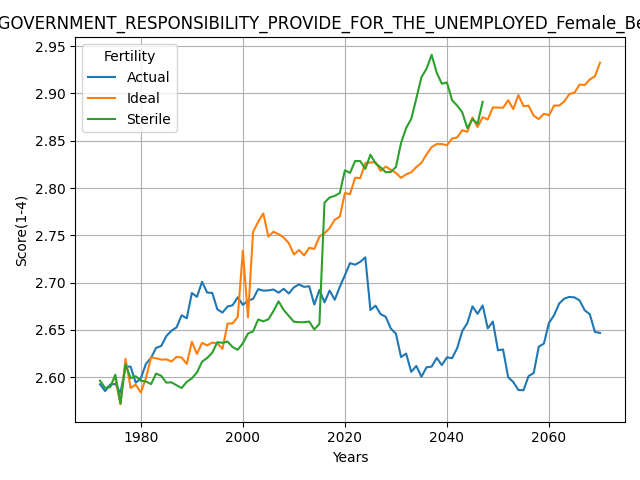 GOVERNMENT_RESPONSIBILITY_PROVIDE_FOR_THE_UNEMPLOYED_Female_Be
2.95
2.90
2.85
2.80
2.75
2.70
2.65
2.60
Score(1-4)
Fertility
Actual
Ideal
Sterile
1980 2000 2020 2040 2060
Years